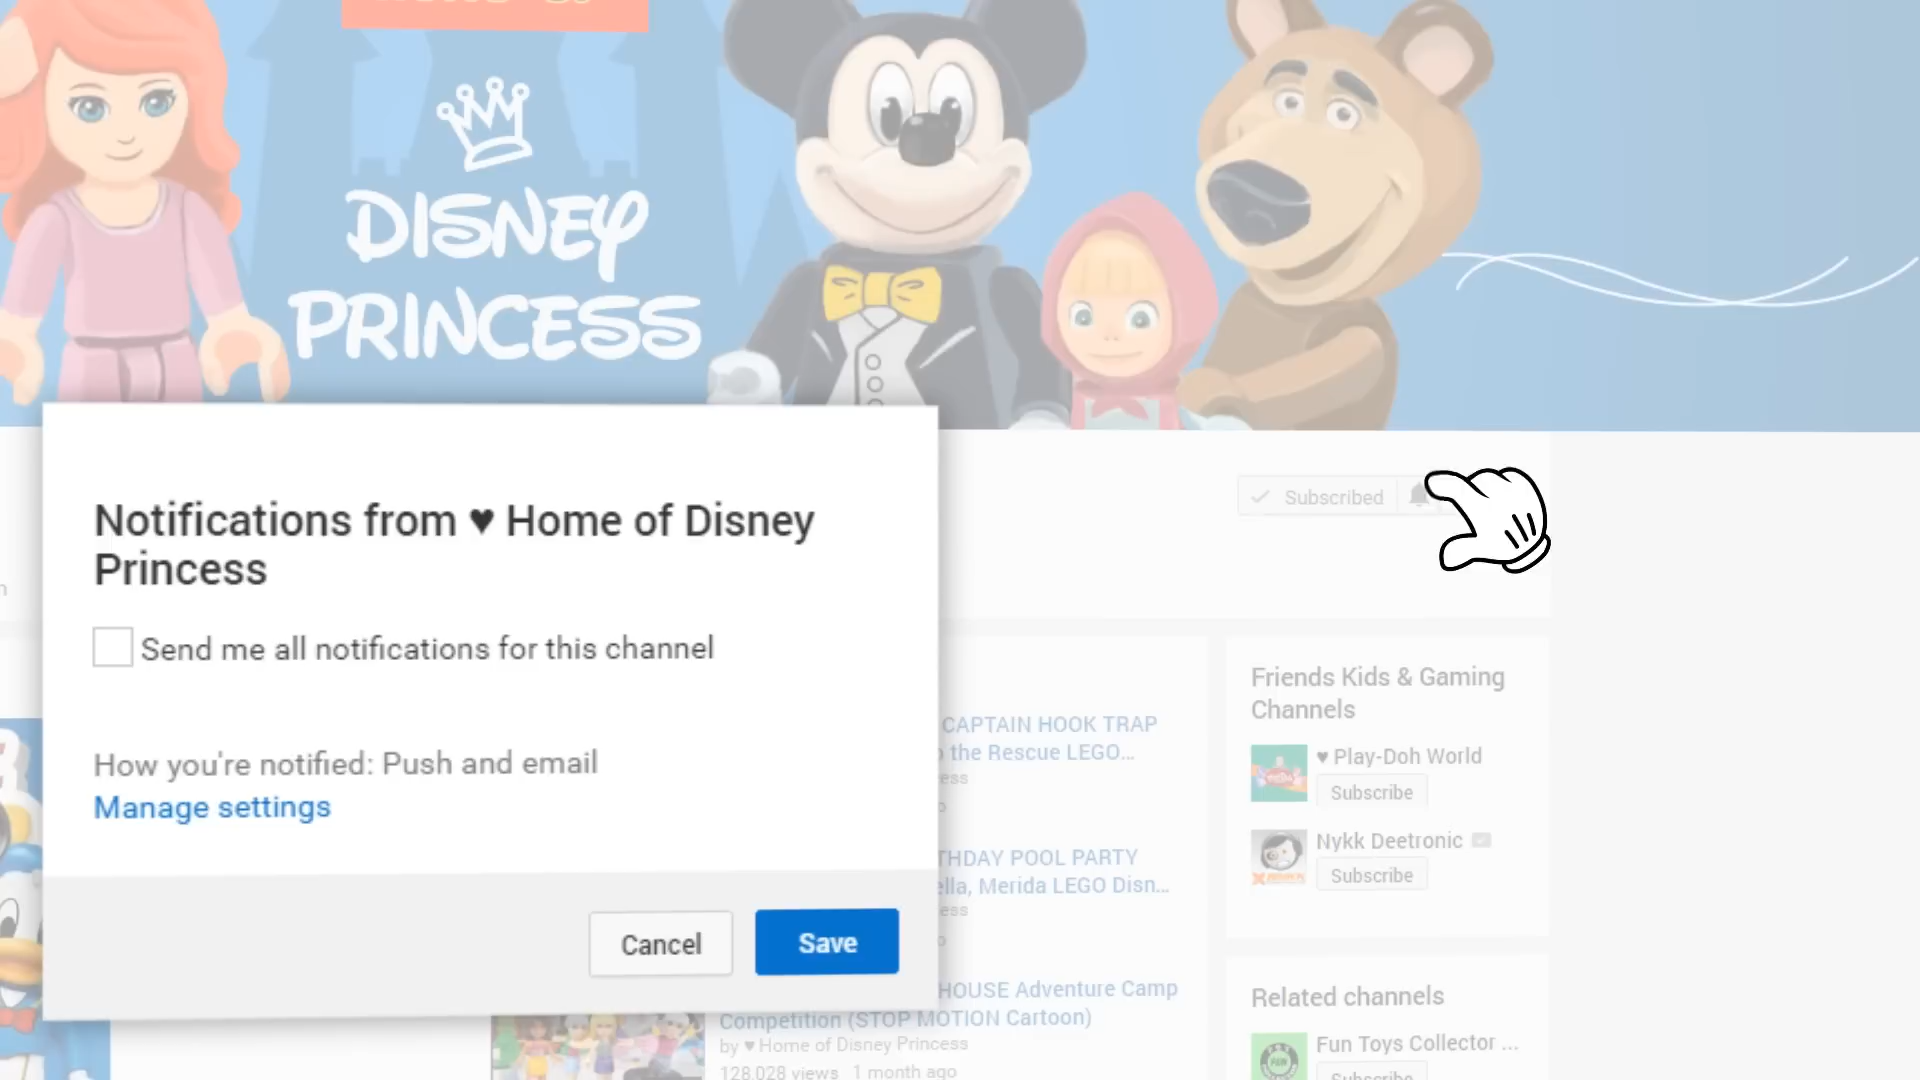 DISNEY
PRINCESS
Subscribed
Notifications from ♥ Home of Disney
Princess
Send me all notifications for this channel
How you're notified: Push and email
Manage settings
Cancel
Save
CAPTAIN HOOK TRAP
the Rescue LEGO...
POOL PARTY
Merida LEGO Disn...
Adventure Camp
Competition (STOP MOTION Cartoon)
by ♥ Home of Disney Princess
128,028 views 1 month ago
Friends Kids & Gaming
Channels
♥ Play-Doh World
Subscribe
Nykk Deetronic
Subscribe
Related channels
Fun Toys Collector ...
Subscribe